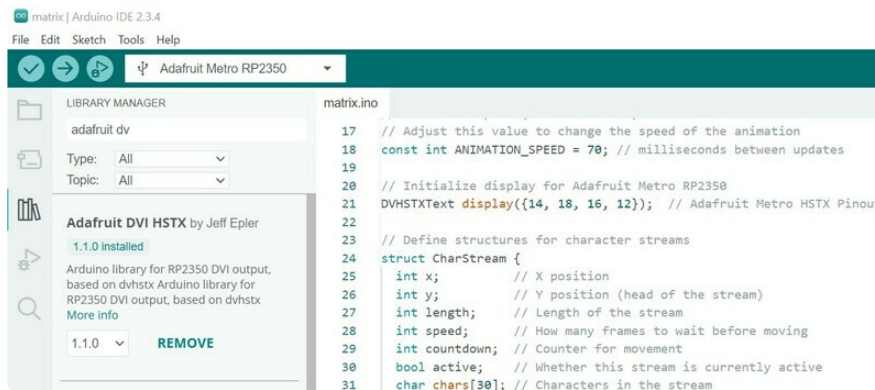 matrix | Arduino IDE 2.3.4
File Edit Sketch Tools Help
Adafruit Metro RP2350
LIBRARY MANAGER
adafruit dv
Type: All
Topic: All
Adafruit DVI HSTX by Jeff Epler
1.1.0 installed
Arduino library for RP2350 DVI output,
based on dvhstx Arduino library for
RP2350 DVI output, based on dvhstx
More info
1.1.0
REMOVE
matrix.ino
17 // Adjust this value to change the speed of the animation
18 const int ANIMATION_SPEED = 70; // milliseconds between updates
19
20 // Initialize display for Adafruit Metro RP2350
21 DVHSTXText display({14, 18, 16, 12}); // Adafruit Metro HSTX Pinou
22
23 // Define structures for character streams
24 struct CharStream {
25 int x; // X position
26 int y; // Y position (head of the stream)
27 int length; // Length of the stream
28 int speed; // How many frames to wait before moving
29 int countdown; // Counter for movement
30 bool active; // Whether this stream is currently active
31 char chars[30]; // Characters in the stream